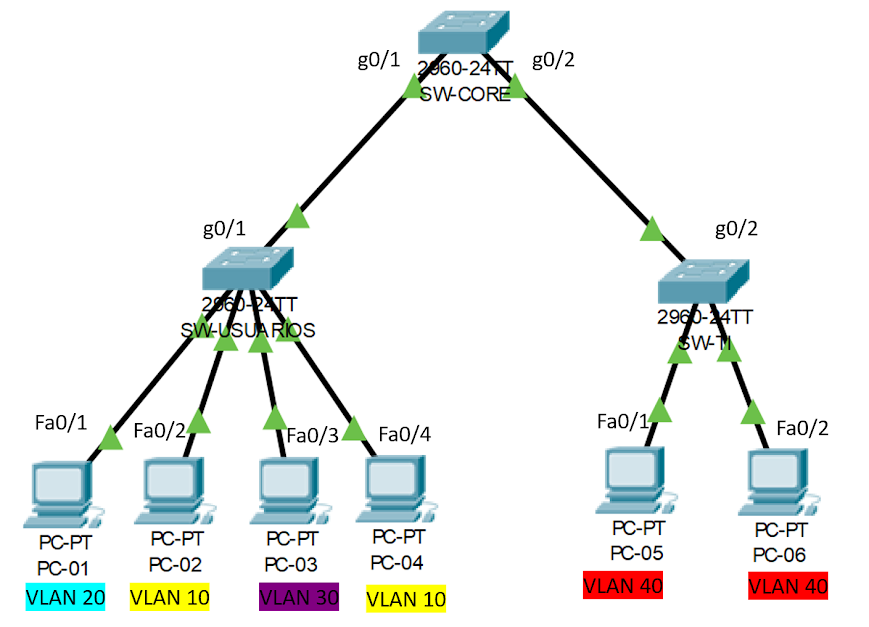 g0/1
g0/2
2960-24TT
SW-CORE
g0/1
g0/2
2960-24TT
SW-USUARIOS
2960-24TT
SW-TI
Fa0/1
Fa0/2
Fa0/3
Fa0/4
Fa0/1
Fa0/2
PC-PT
PC-01
VLAN 20
PC-PT
PC-02
VLAN 10
PC-PT
PC-03
VLAN 30
PC-PT
PC-04
VLAN 10
PC-PT
PC-05
VLAN 40
PC-PT
PC-06
VLAN 40